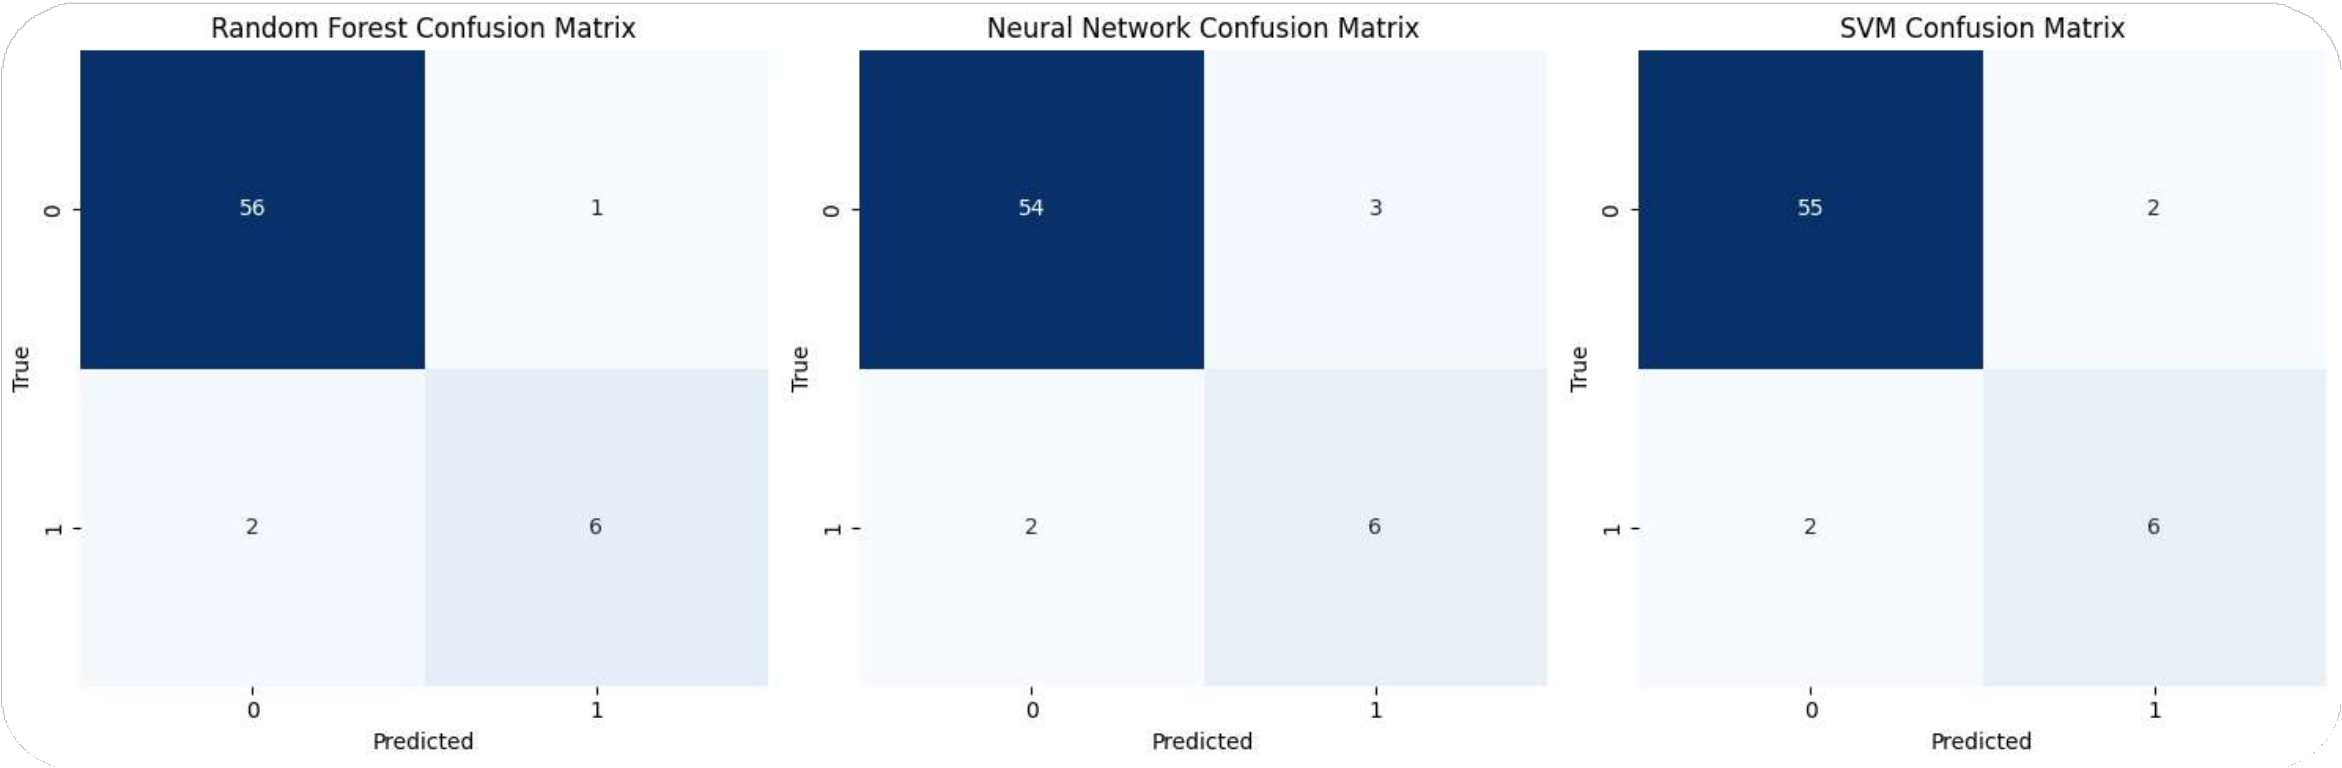 Random Forest Confusion Matrix
56 1
2 6
0
1
True
0 1
Predicted
Neural Network Confusion Matrix
54 3
2 6
0
1
True
0 1
Predicted
SVM Confusion Matrix
55 2
2 6
0
1
True
0 1
Predicted